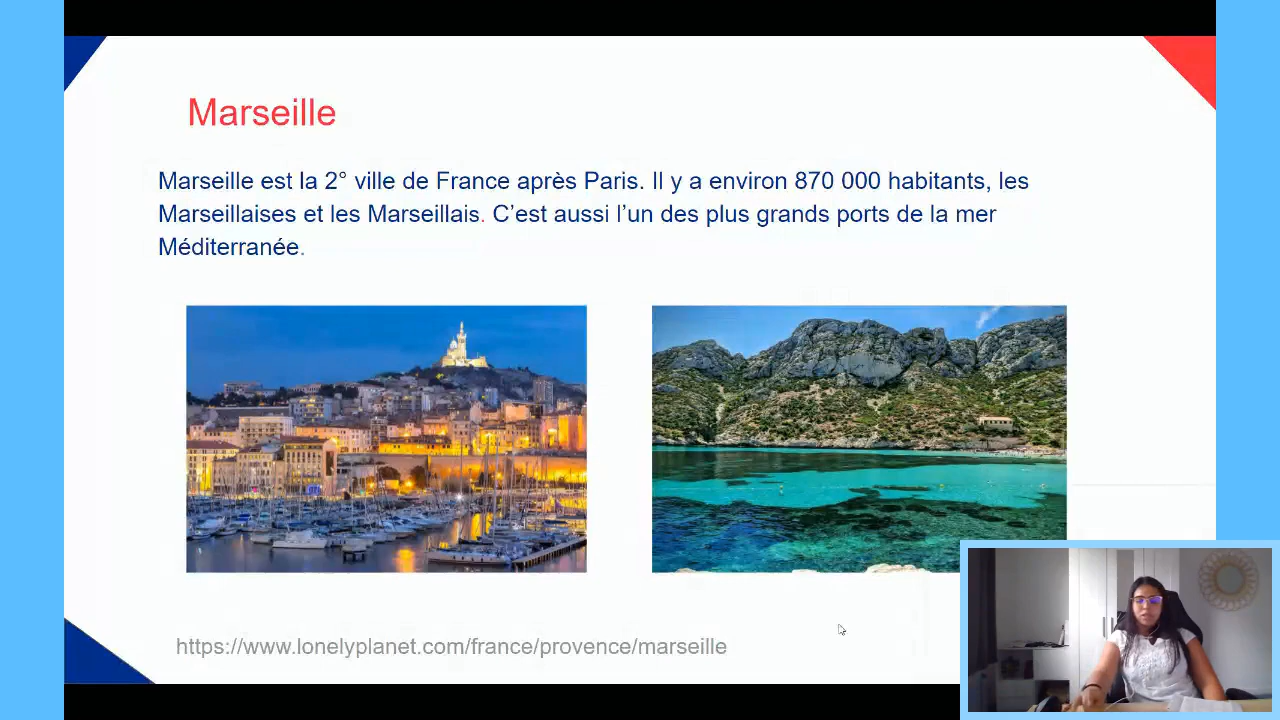 Marseille
Marseille est la 2° ville de France après Paris. Il y a environ 870 000 habitants, les
Marseillaises et les Marseillais. C’est aussi l’un des plus grands ports de la mer
Méditerranée.
https://www.lonelyplanet.com/france/provence/marseille